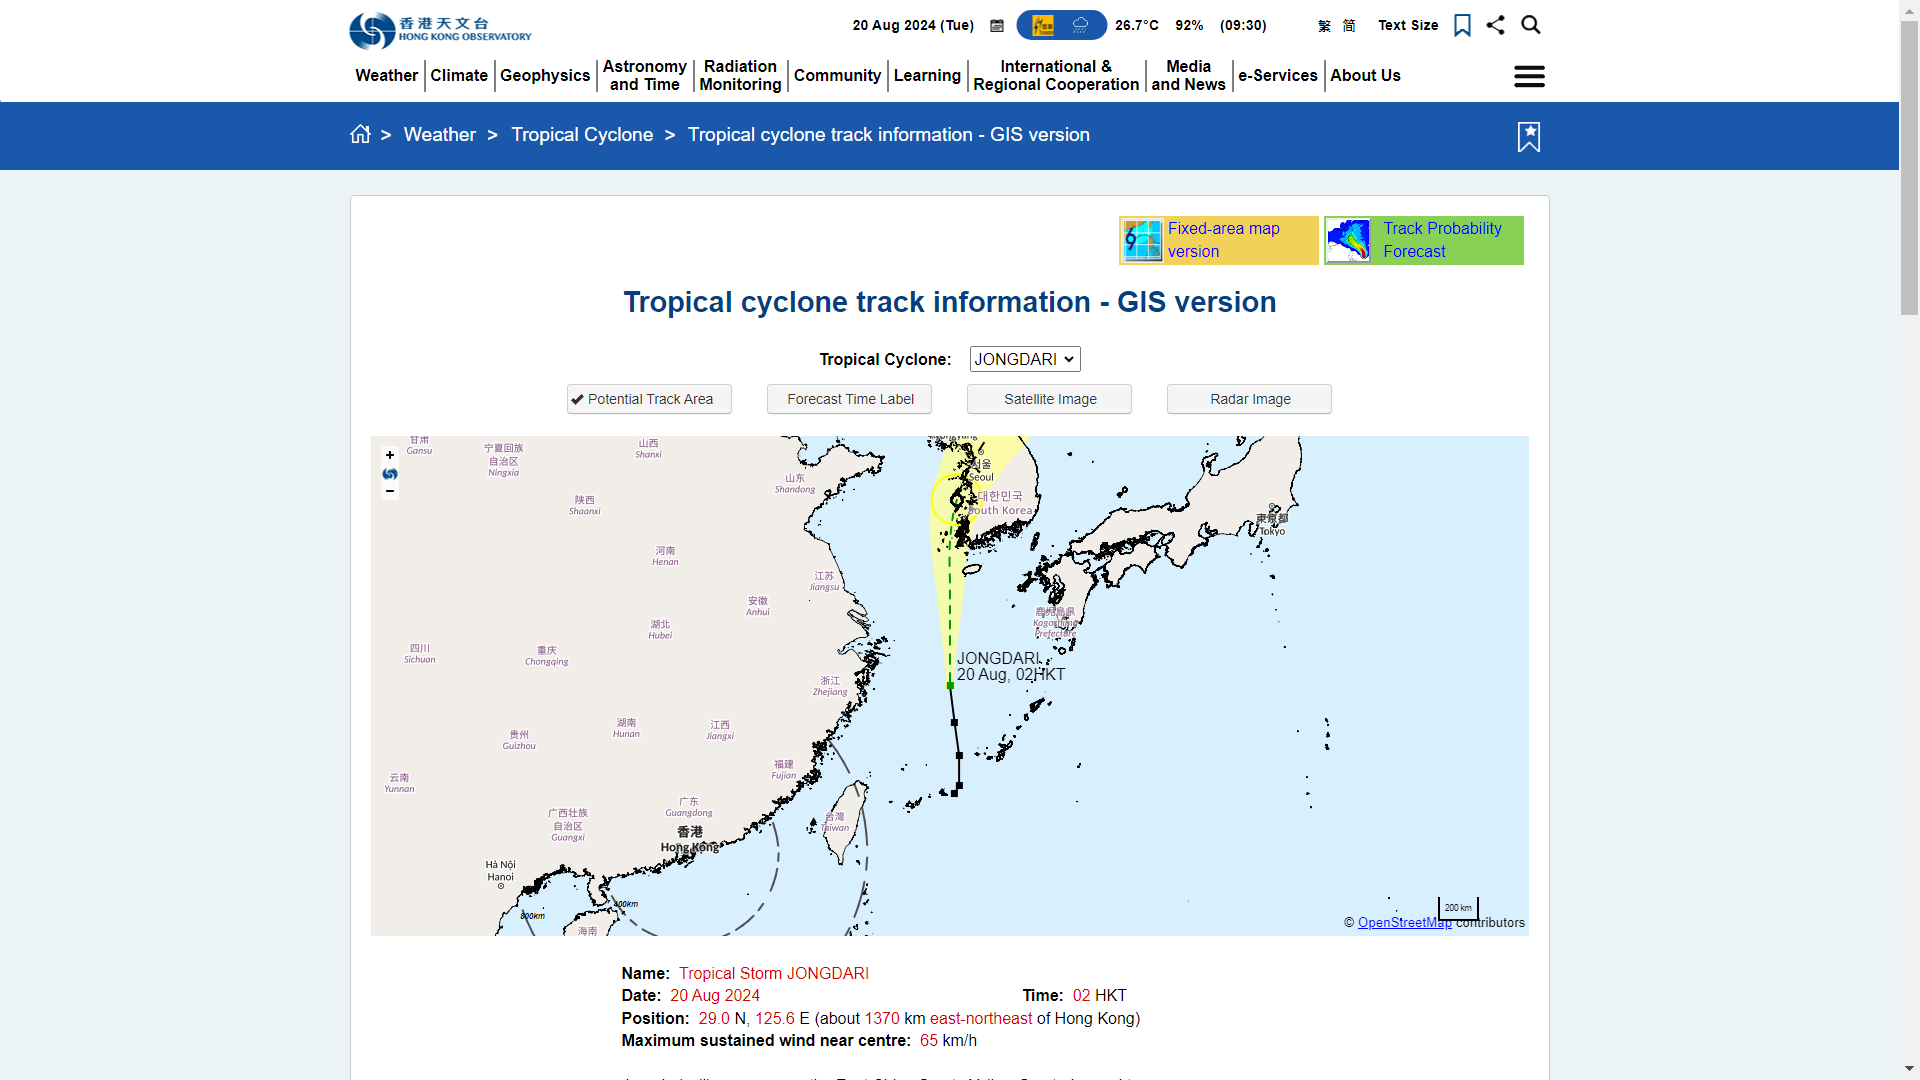 香港天文台
HONG KONG OBSERVATORY
20 Aug 2024 (Tue)
26.7°C 92% (09:30)
繁 简 Text Size
Weather
Climate
Geophysics
Astronomy and Time
Radiation Monitoring
Community
Learning
International & Regional Cooperation
Media and News
e-Services
About Us
> Weather > Tropical Cyclone > Tropical cyclone track information - GIS version
Fixed-area map version
Track Probability Forecast
Tropical cyclone track information - GIS version
Tropical Cyclone: JONGDARI
Potential Track Area
Forecast Time Label
Satellite Image
Radar Image
+
−
甘肃
Gansu
宁夏回族
自治区
Ningxia
山西
Shanxi
山东
Shandong
陕西
Shaanxi
서울
Seoul
대한민국
South Korea
東京都
Tokyo
河南
Henan
江苏
Jiangsu
安徽
Anhui
鹿児島県
Kagoshima
Prefecture
湖北
Hubei
四川
Sichuan
重庆
Chongqing
浙江
Zhejiang
JONGDARI
20 Aug, 02HKT
湖南
Hunan
江西
Jiangxi
贵州
Guizhou
福建
Fujian
云南
Yunnan
广东
Guangdong
广西壮族
自治区
Guangxi
臺灣
Taiwan
香港
Hong Kong
Hà Nội
Hanoi
800km
400km
海南
200 km
© OpenStreetMap contributors
Name: Tropical Storm JONGDARI
Date: 20 Aug 2024 Time: 02 HKT
Position: 29.0 N, 125.6 E (about 1370 km east-northeast of Hong Kong)
Maximum sustained wind near centre: 65 km/h